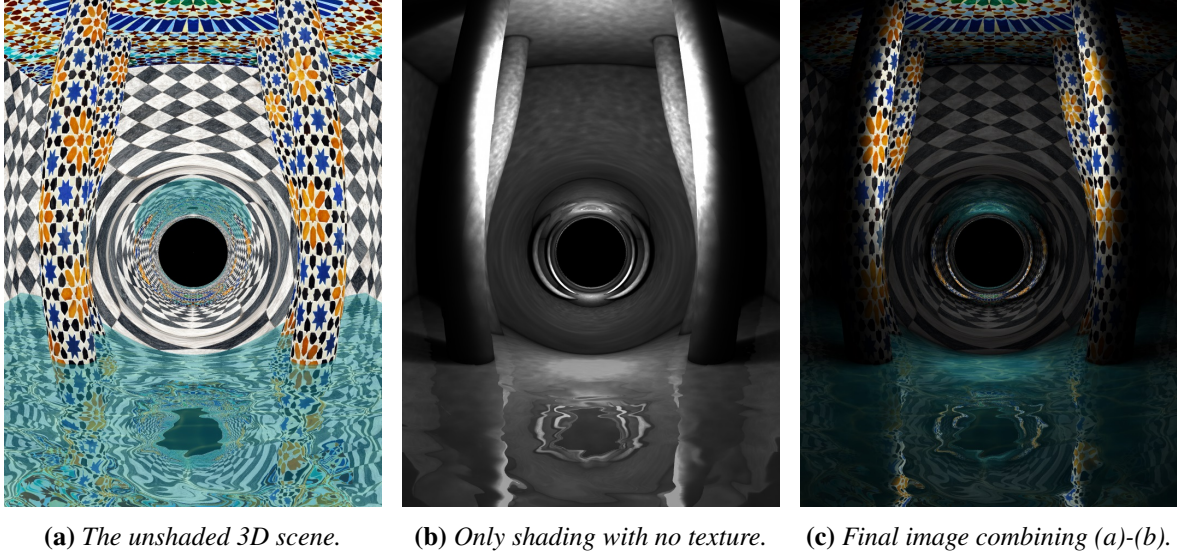 (a) The unshaded 3D scene.
(b) Only shading with no texture.
(c) Final image combining (a)-(b).